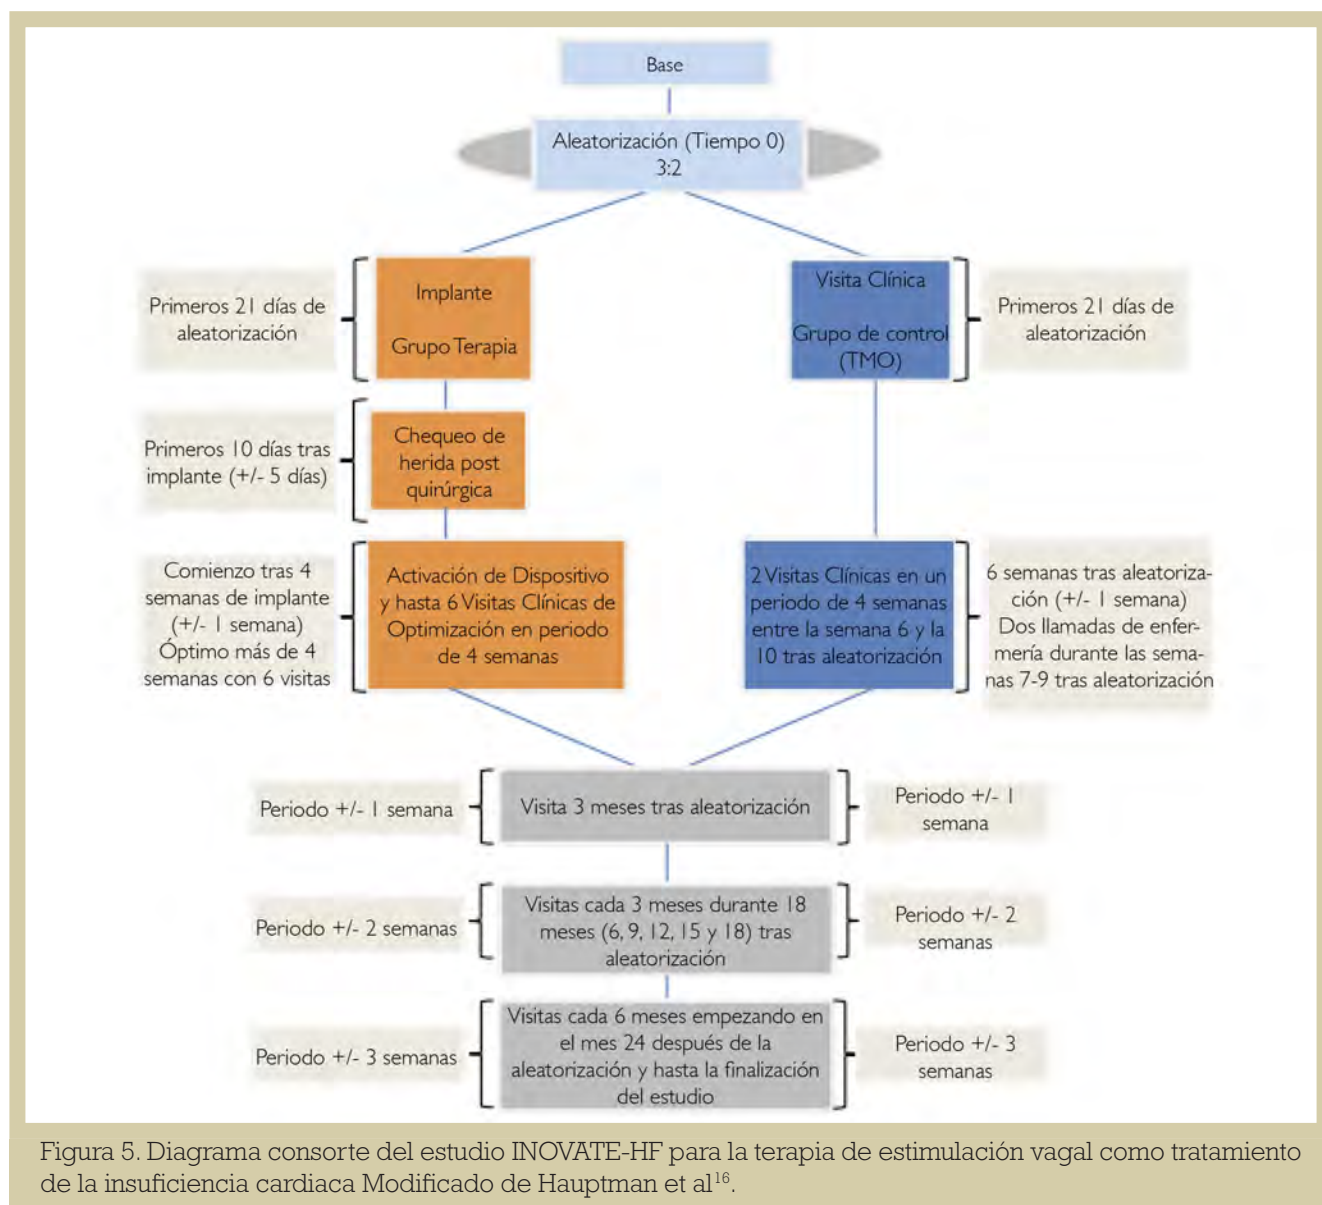 Base
Aleatorización (Tiempo 0)
3:2
Primeros 21 días de
aleatorización
Implante
Grupo Terapia
Visita Clínica
Grupo de control
(TMO)
Primeros 21 días de
aleatorización
Primeros 10 días tras
implante (+/- 5 días)
Chequeo de
herida post
quirúrgica
Comienzo tras 4
semanas de implante
(+/- 1 semana)
Óptimo más de 4
semanas con 6 visitas
Activación de Dispositivo
y hasta 6 Visitas Clínicas de
Optimización en periodo
de 4 semanas
2 Visitas Clínicas en un
periodo de 4 semanas
entre la semana 6 y la
10 tras aleatorización
6 semanas tras aleatoriza-
ción (+/- 1 semana)
Dos llamadas de enfer-
mería durante las sema-
nas 7-9 tras aleatorización
Periodo +/- 1 semana
Visita 3 meses tras aleatorización
Periodo +/- 1
semana
Periodo +/- 2 semanas
Visitas cada 3 meses durante 18
meses (6, 9, 12, 15 y 18) tras
aleatorización
Periodo +/- 2
semanas
Periodo +/- 3 semanas
Visitas cada 6 meses empezando en
el mes 24 después de la
aleatorización y hasta la finalización
del estudio
Periodo +/- 3
semanas
Figura 5. Diagrama consorte del estudio INOVATE-HF para la terapia de estimulación vagal como tratamiento
de la insuficiencia cardiaca Modificado de Hauptman et al16.